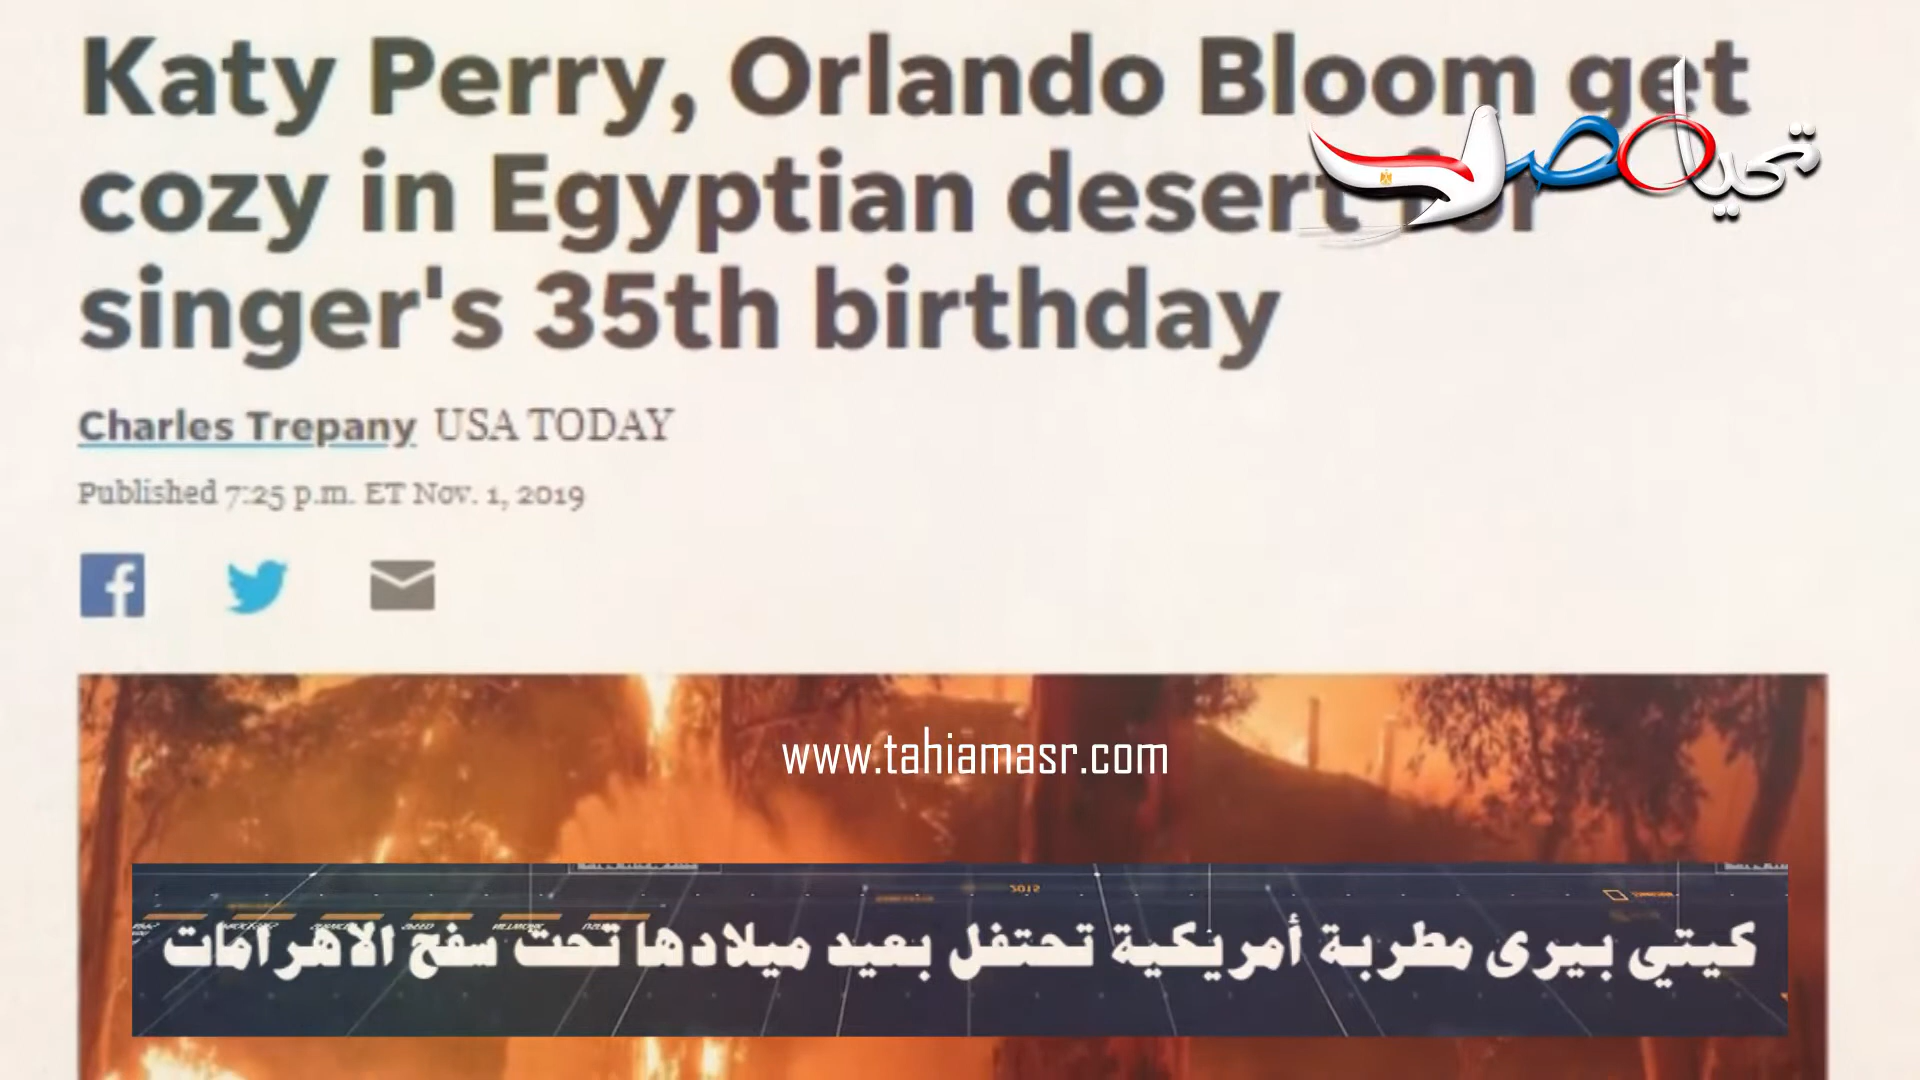 Katy Perry, Orlando Bloom get
cozy in Egyptian desert for
singer's 35th birthday
تحيا مصر
Charles Trepany USA TODAY
Published 7:25 p.m. ET Nov. 1, 2019
www.tahiamasr.com
2015
كيتي بيرى مطربة أمريكية تحتفل بعيد ميلادها تحت سفح الاهرامات